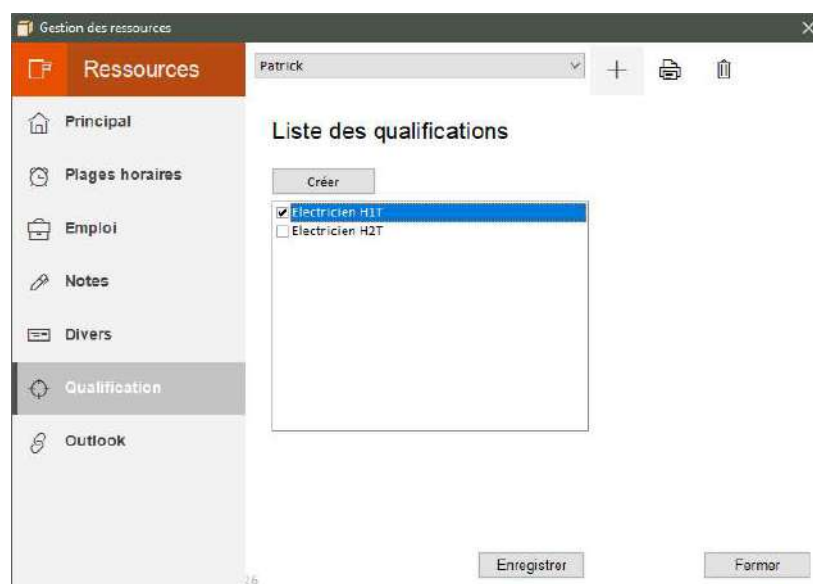 Gestion des ressources
Ressources
Patrick
Principal
Plages horaires
Emploi
Notes
Divers
Qualification
Outlook
Liste des qualifications
Créer
Electricien H1T
Electricien H2T
Enregistrer
Fermer